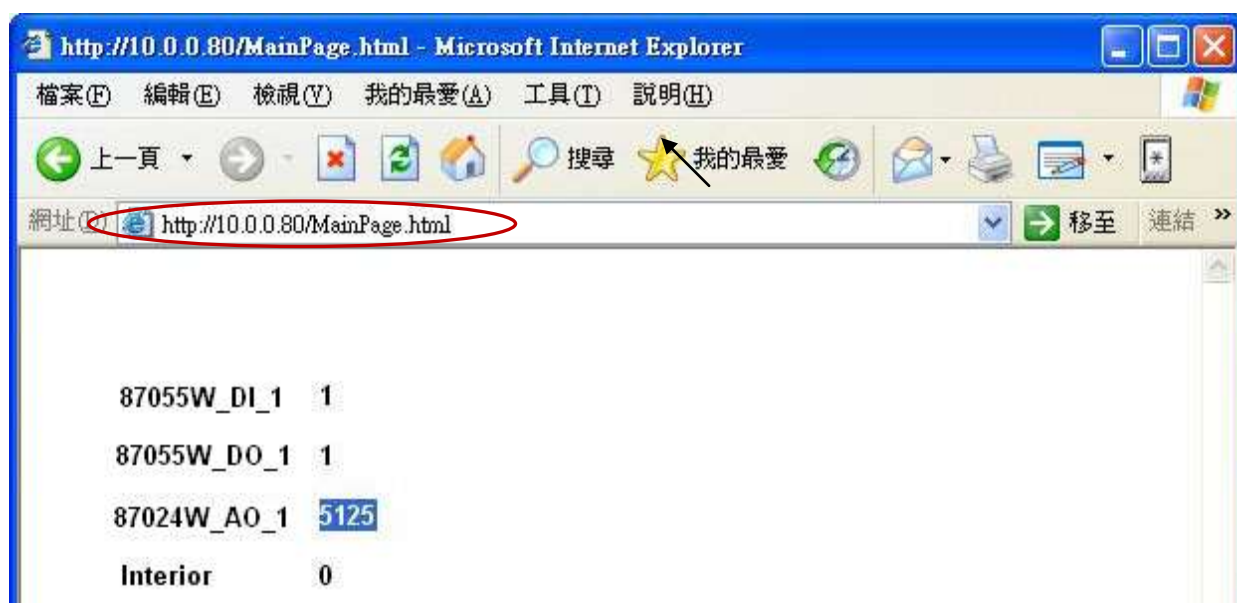 http://10.0.0.80/MainPage.html - Microsoft Internet Explorer
檔案(F) 編輯(E) 檢視(V) 我的最愛(A) 工具(T) 說明(H)
上一頁 搜尋 我的最愛
網址(D) http://10.0.0.80/MainPage.html 移至 連結 »
87055W_DI_1 1
87055W_DO_1 1
87024W_AO_1 5125
Interior 0